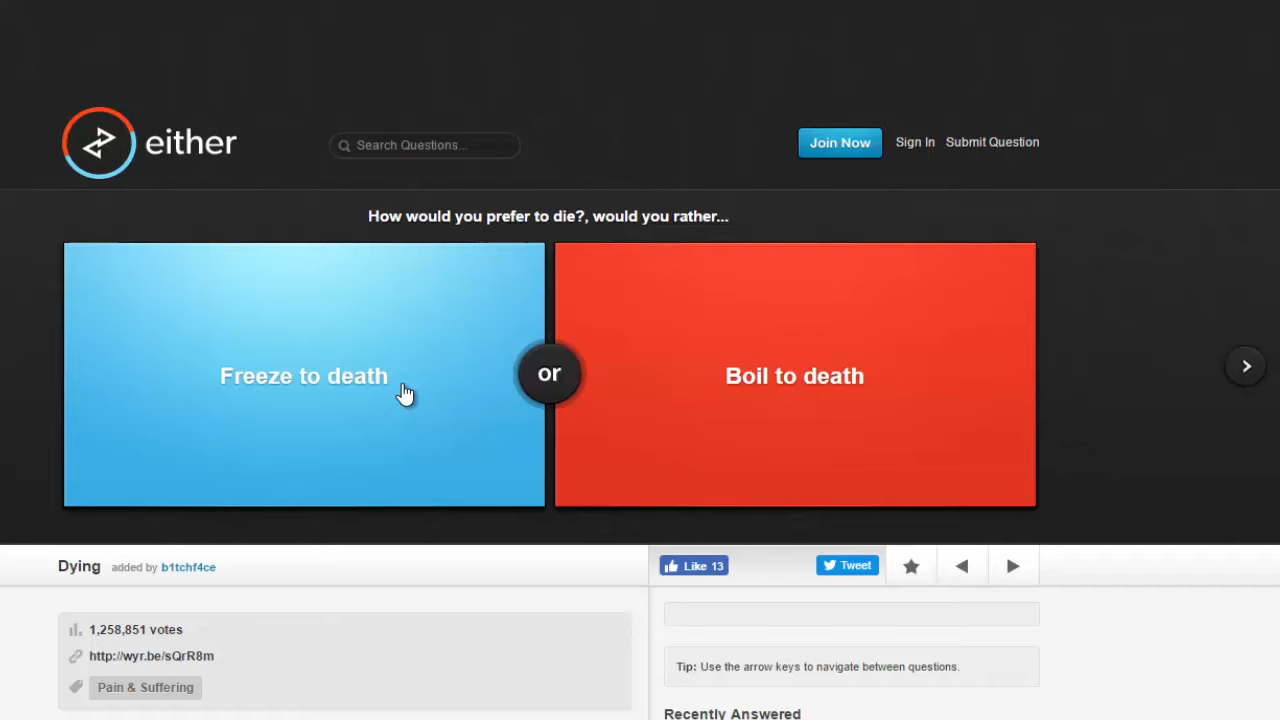 either
Search Questions...
Join Now
Sign In
Submit Question
How would you prefer to die?, would you rather...
Freeze to death
or
Boil to death
Dying added by b1tchf4ce
Like 13
Tweet
1,258,851 votes
http://wyr.be/sQrR8m
Pain & Suffering
Tip: Use the arrow keys to navigate between questions.
Recently Answered